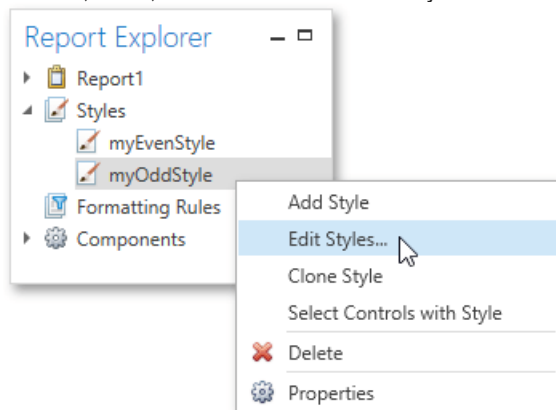 Report Explorer
Report1
Styles
myEvenStyle
myOddStyle
Formatting Rules
Components
Add Style
Edit Styles...
Clone Style
Select Controls with Style
Delete
Properties